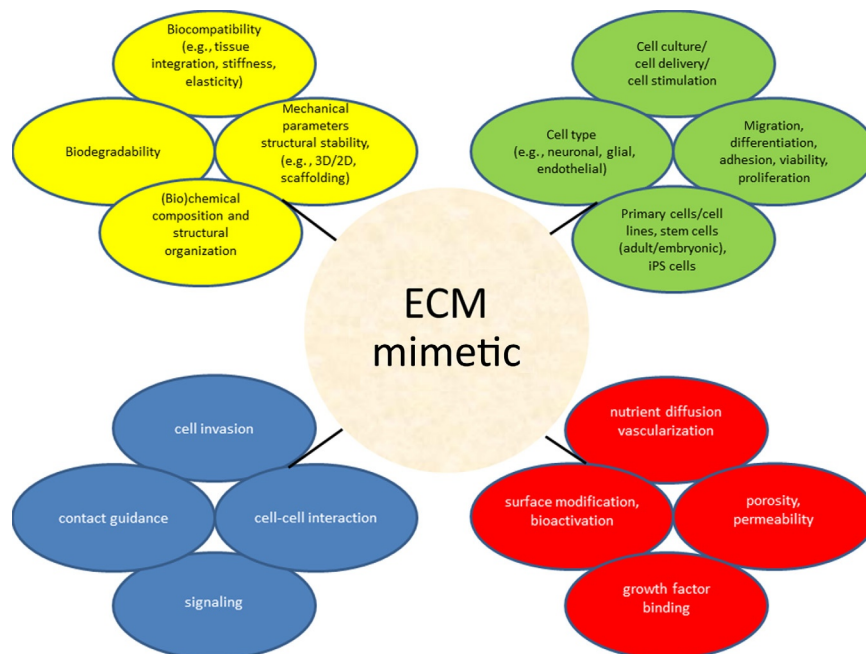 Biocompatibility
(e.g., tissue
integration, stiffness,
elasticity)
Biodegradability
Mechanical
parameters
structural stability,
(e.g., 3D/2D,
scaffolding)
(Bio)chemical
composition and
structural
organization
Cell culture/
cell delivery/
cell stimulation
Cell type
(e.g., neuronal, glial,
endothelial)
Migration,
differentiation,
adhesion, viability,
proliferation
Primary cells/cell
lines, stem cells
(adult/embryonic),
iPS cells
ECM
mimetic
cell invasion
contact guidance
cell-cell interaction
signaling
nutrient diffusion
vascularization
surface modification,
bioactivation
porosity,
permeability
growth factor
binding